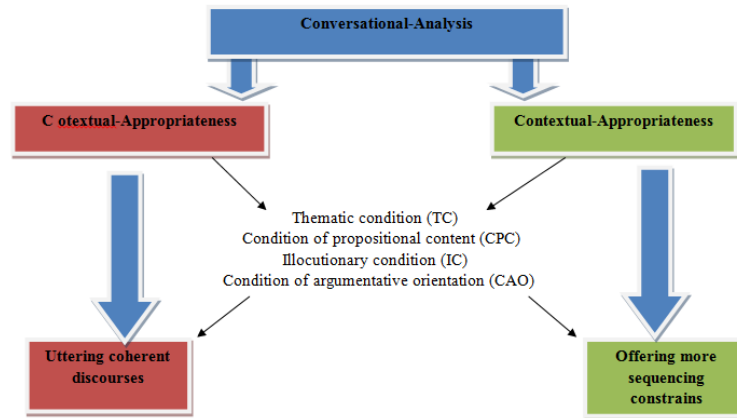 Conversational-Analysis
C otextual-Appropriateness
Contextual-Appropriateness
Thematic condition (TC)
Condition of propositional content (CPC)
Illocutionary condition (IC)
Condition of argumentative orientation (CAO)
Uttering coherent
discourses
Offering more
sequencing
constrains